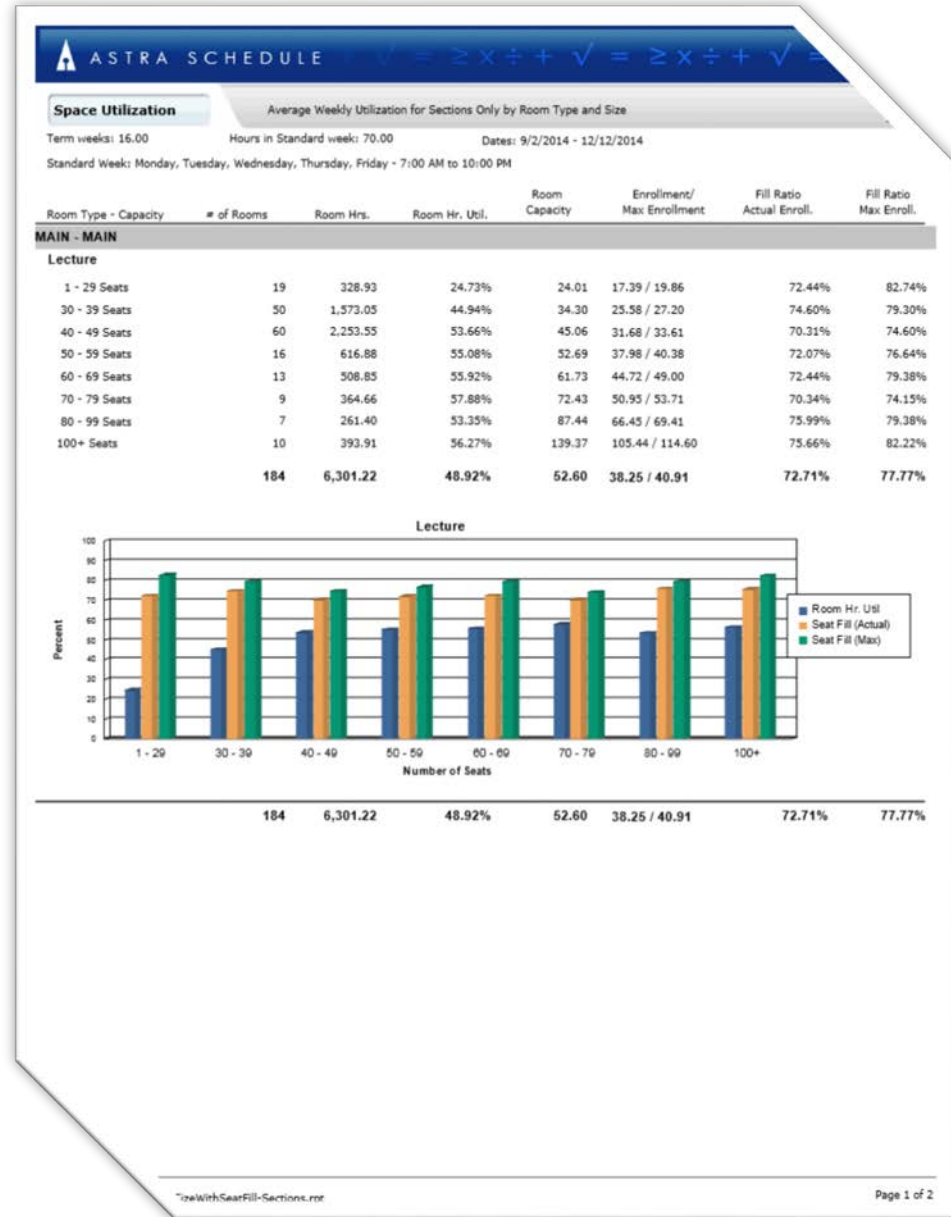 ASTRA SCHEDULE √ = ≥ x ÷ + √ = ≥ x ÷ + √ =
Space Utilization Average Weekly Utilization for Sections Only by Room Type and Size
Term weeks: 16.00 Hours in Standard week: 70.00 Dates: 9/2/2014 - 12/12/2014
Standard Week: Monday, Tuesday, Wednesday, Thursday, Friday - 7:00 AM to 10:00 PM
Room Type - Capacity # of Rooms Room Hrs. Room Hr. Util. Room Capacity Enrollment/ Max Enrollment Fill Ratio Actual Enroll. Fill Ratio Max Enroll.
MAIN - MAIN
Lecture
1 - 29 Seats 19 328.93 24.73% 24.01 17.39 / 19.86 72.44% 82.74%
30 - 39 Seats 50 1,573.05 44.94% 34.30 25.58 / 27.20 74.60% 79.30%
40 - 49 Seats 60 2,253.55 53.66% 45.06 31.68 / 33.61 70.31% 74.60%
50 - 59 Seats 16 616.88 55.08% 52.69 37.98 / 40.38 72.07% 76.64%
60 - 69 Seats 13 508.85 55.92% 61.73 44.72 / 49.00 72.44% 79.38%
70 - 79 Seats 9 364.66 57.88% 72.43 50.95 / 53.71 70.34% 74.15%
80 - 99 Seats 7 261.40 53.35% 87.44 66.45 / 69.41 75.99% 79.38%
100+ Seats 10 393.91 56.27% 139.37 105.44 / 114.60 75.66% 82.22%
184 6,301.22 48.92% 52.60 38.25 / 40.91 72.71% 77.77%
Lecture
100
90
80
70
60
50
40
30
20
10
0
Percent
Room Hr. Util
Seat Fill (Actual)
Seat Fill (Max)
1 - 29 30 - 39 40 - 49 50 - 59 60 - 69 70 - 79 80 - 99 100+
Number of Seats
184 6,301.22 48.92% 52.60 38.25 / 40.91 72.71% 77.77%
izeWithSeatFill-Sections.rpt Page 1 of 2